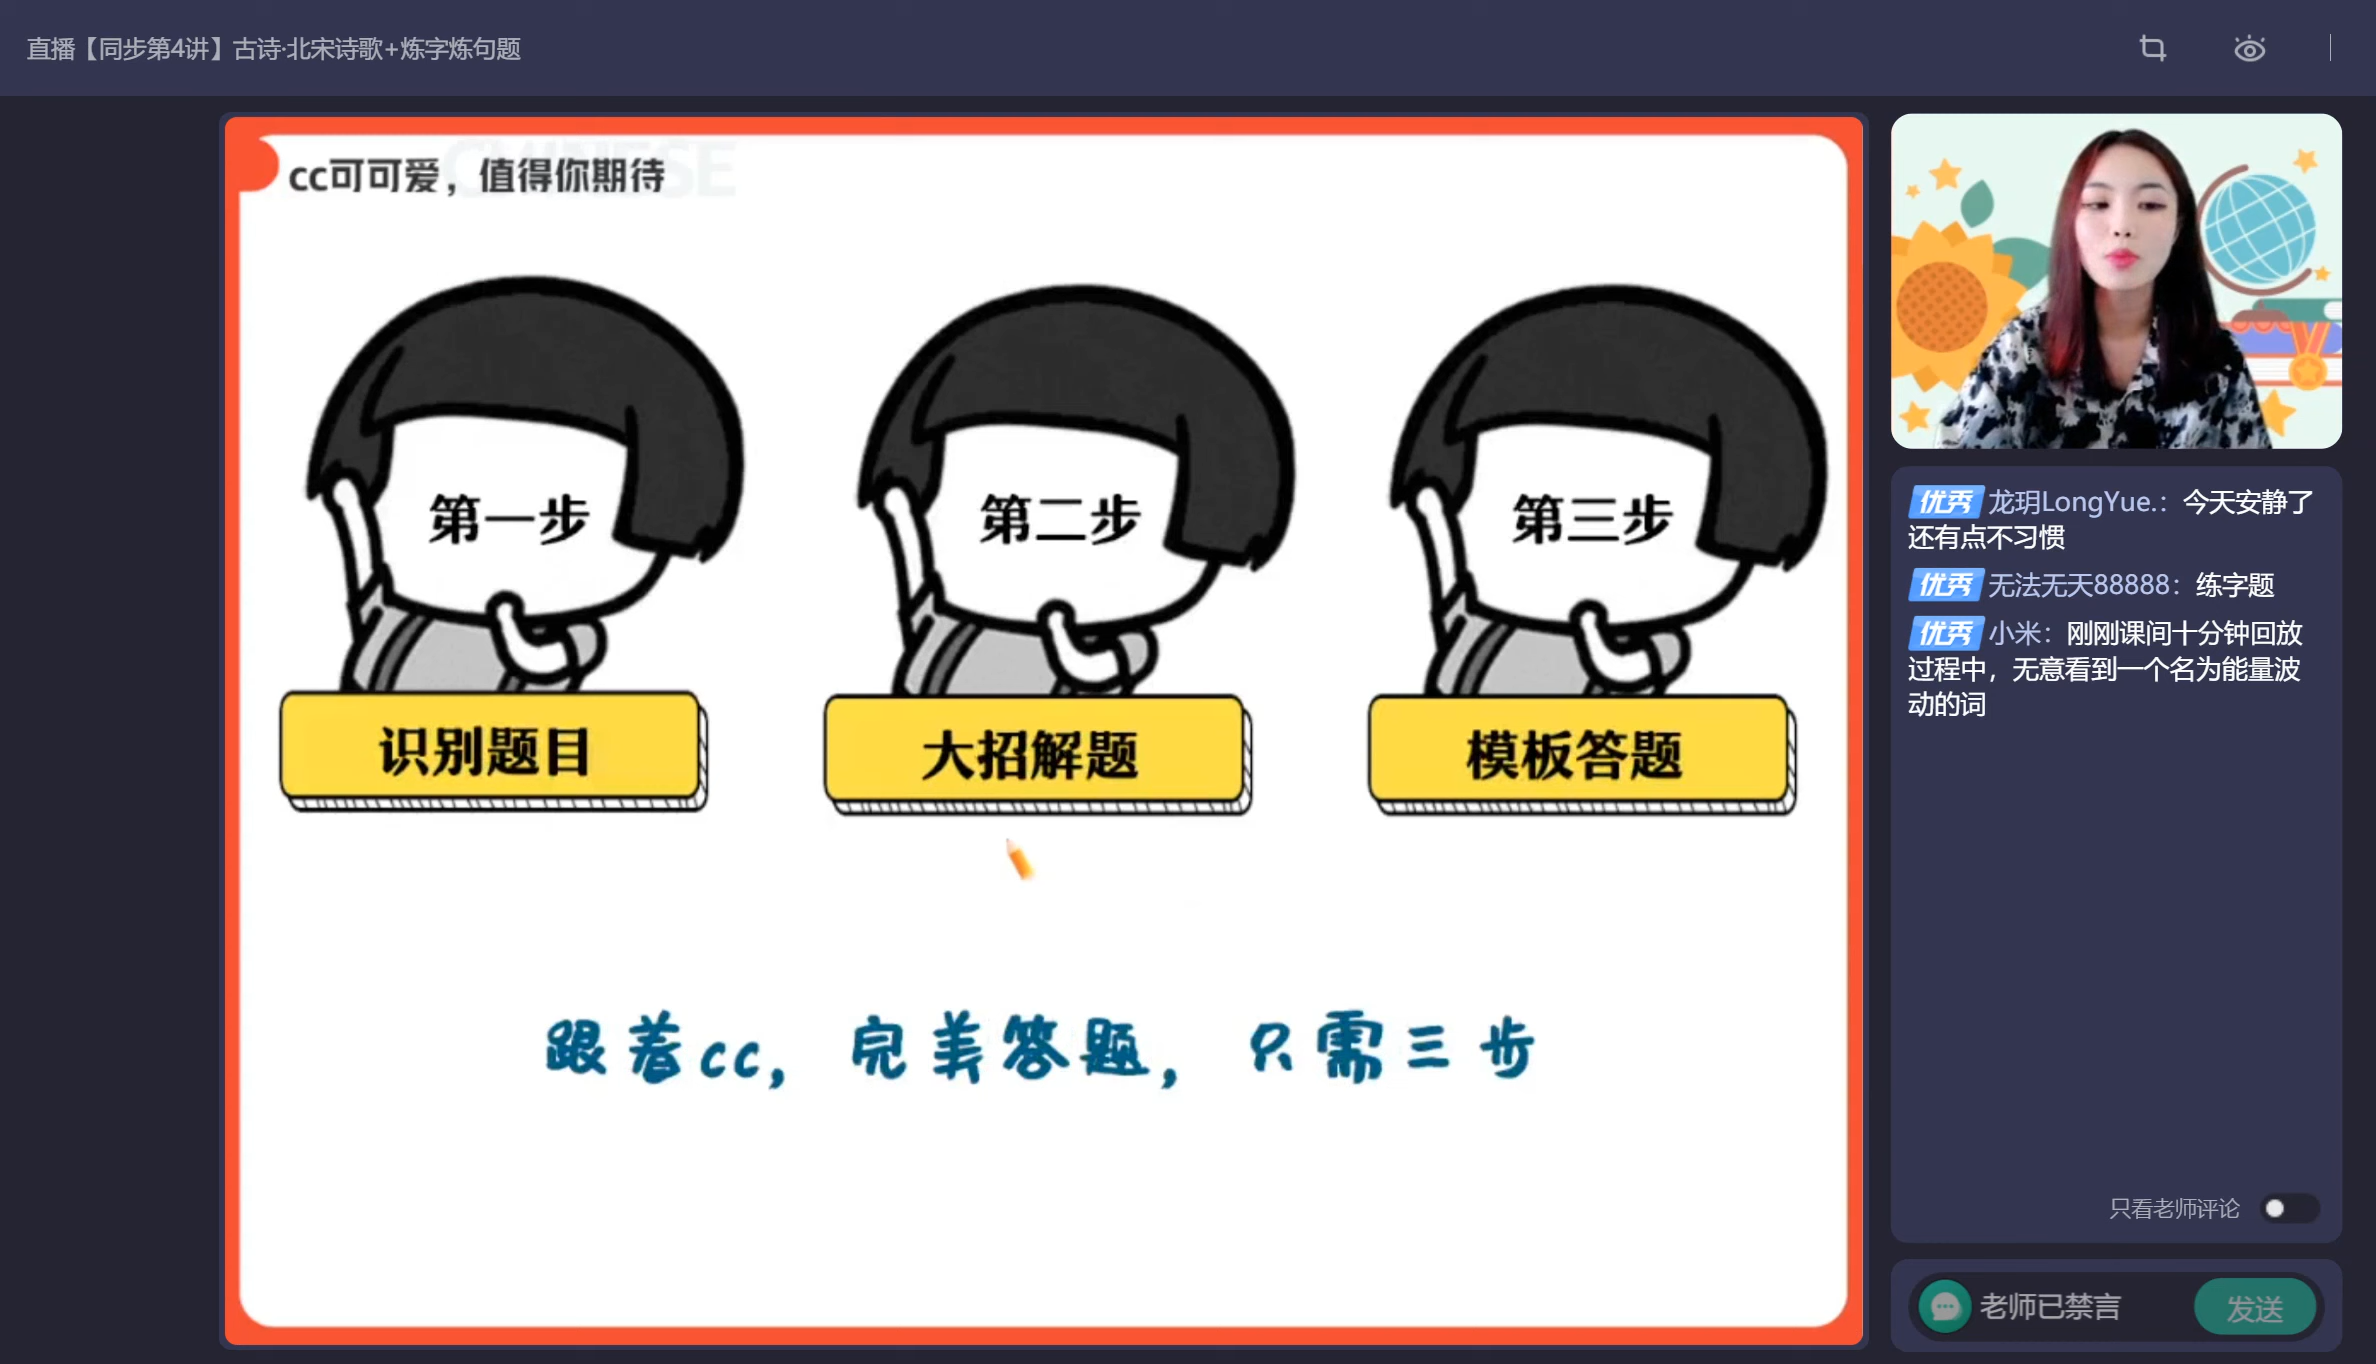 直播【同步第4讲】古诗·北宋诗歌+炼字炼句题
CHINESE
cc可可爱，值得你期待
第一步
第二步
第三步
识别题目
大招解题
模板答题
跟着cc，完美答题，只需三步
优秀 龙玥LongYue.：今天安静了
还有点不习惯
优秀 无法无天88888：练字题
优秀 小米：刚刚课间十分钟回放
过程中，无意看到一个名为能量波
动的词
只看老师评论
老师已禁言
发送